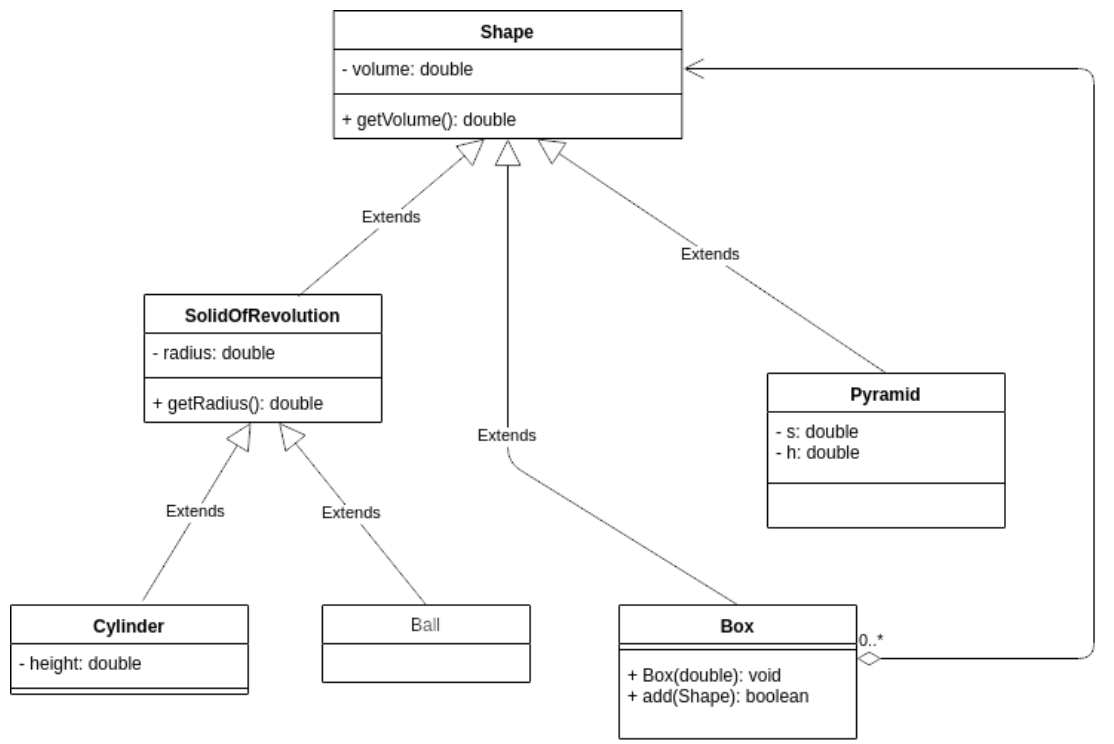 Shape
- volume: double
+ getVolume(): double
Extends
Extends
SolidOfRevolution
- radius: double
+ getRadius(): double
Pyramid
- s: double
- h: double
Extends
Extends
Extends
Cylinder
- height: double
Ball
Box
0..*
+ Box(double): void
+ add(Shape): boolean